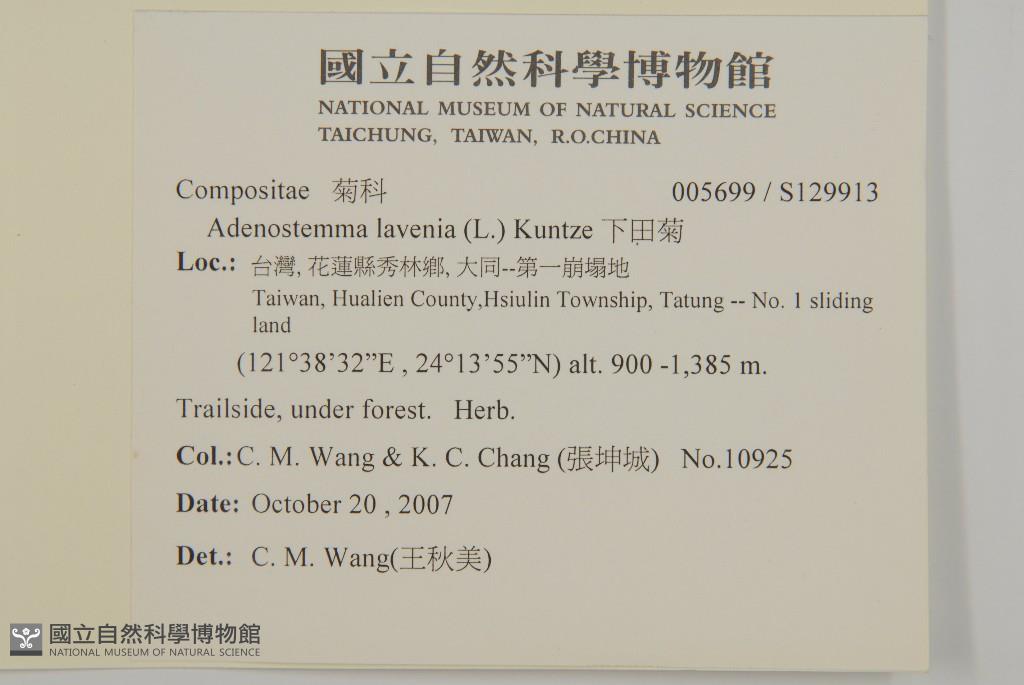 國立自然科學博物館
NATIONAL MUSEUM OF NATURAL SCIENCE
TAICHUNG, TAIWAN, R.O.CHINA
Compositae 菊科 005699 / S129913
Adenostemma lavenia (L.) Kuntze 下田菊
Loc.: 台灣, 花蓮縣秀林鄉, 大同--第一崩塌地
Taiwan, Hualien County,Hsiulin Township, Tatung -- No. 1 sliding
land
(121°38’32”E , 24°13’55”N) alt. 900 -1,385 m.
Trailside, under forest. Herb.
Col.: C. M. Wang & K. C. Chang (張坤城) No.10925
Date: October 20 , 2007
Det.: C. M. Wang(王秋美)
國立自然科學博物館
NATIONAL MUSEUM OF NATURAL SCIENCE